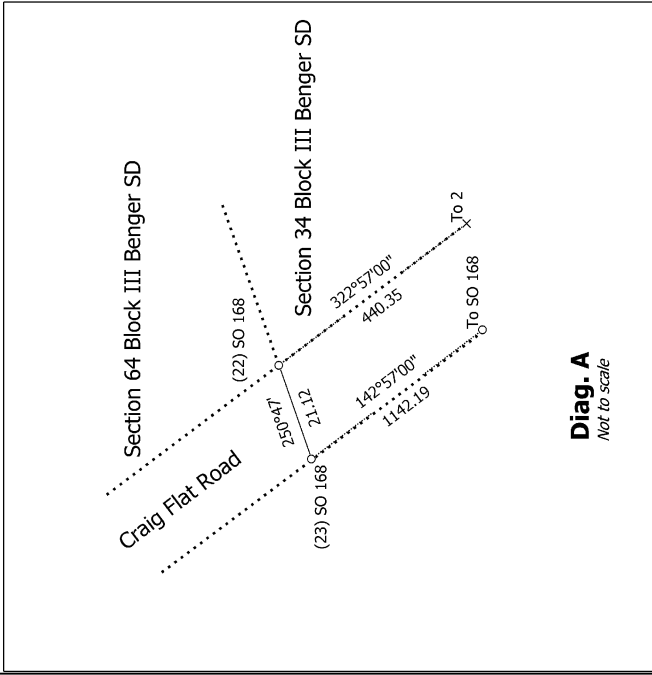 Section 64 Block III Benger SD
Section 34 Block III Benger SD
Craig Flat Road
(22) SO 168
250°47'
21.12
(23) SO 168
322°57'00"
440.35
To 2
142°57'00"
1142.19
To SO 168
Diag. A
Not to scale